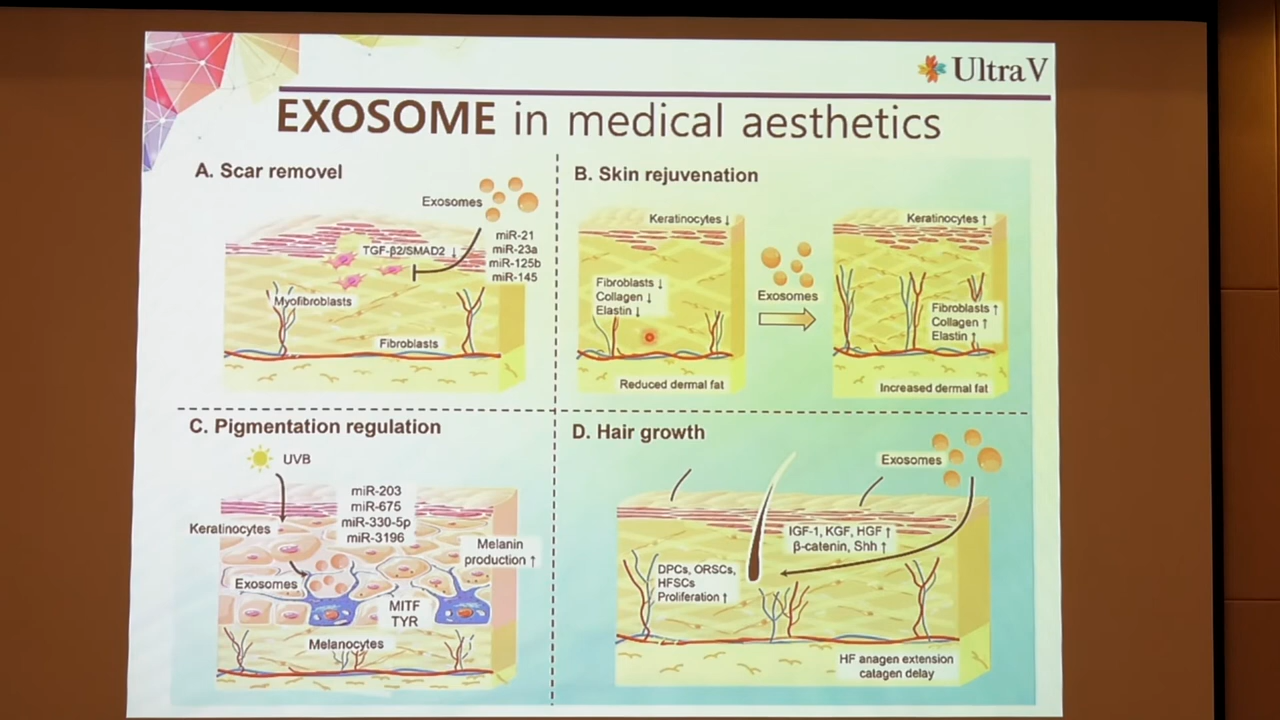 UltraV
EXOSOME in medical aesthetics
A. Scar removel
Exosomes
miR-21
miR-23a
miR-125b
miR-145
TGF-β2/SMAD2 ↓
Myofibroblasts
Fibroblasts
B. Skin rejuvenation
Keratinocytes ↓
Fibroblasts ↓
Collagen ↓
Elastin ↓
Reduced dermal fat
Exosomes
Keratinocytes ↑
Fibroblasts ↑
Collagen ↑
Elastin ↑
Increased dermal fat
C. Pigmentation regulation
UVB
miR-203
miR-675
miR-330-5p
miR-3196
Keratinocytes
Melanin
production ↑
Exosomes
MITF
TYR
Melanocytes
D. Hair growth
Exosomes
IGF-1, KGF, HGF ↑
β-catenin, Shh ↑
DPCs, ORSCs,
HFSCs
Proliferation ↑
HF anagen extension
catagen delay